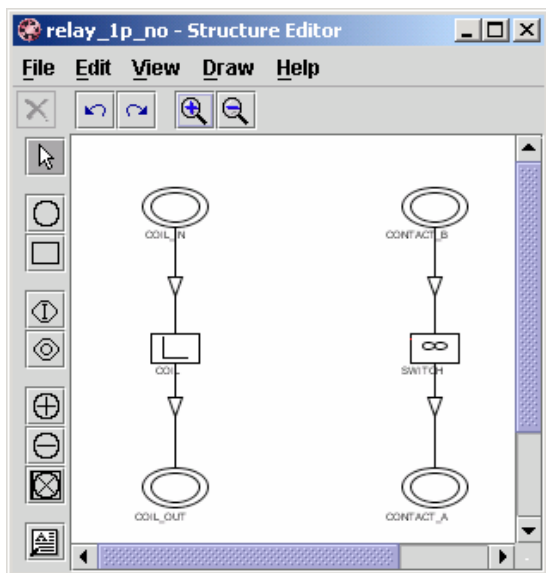 relay_1p_no - Structure Editor
File Edit View Draw Help
COIL_IN CONTACT_B
COIL SWITCH
COIL_OUT CONTACT_A